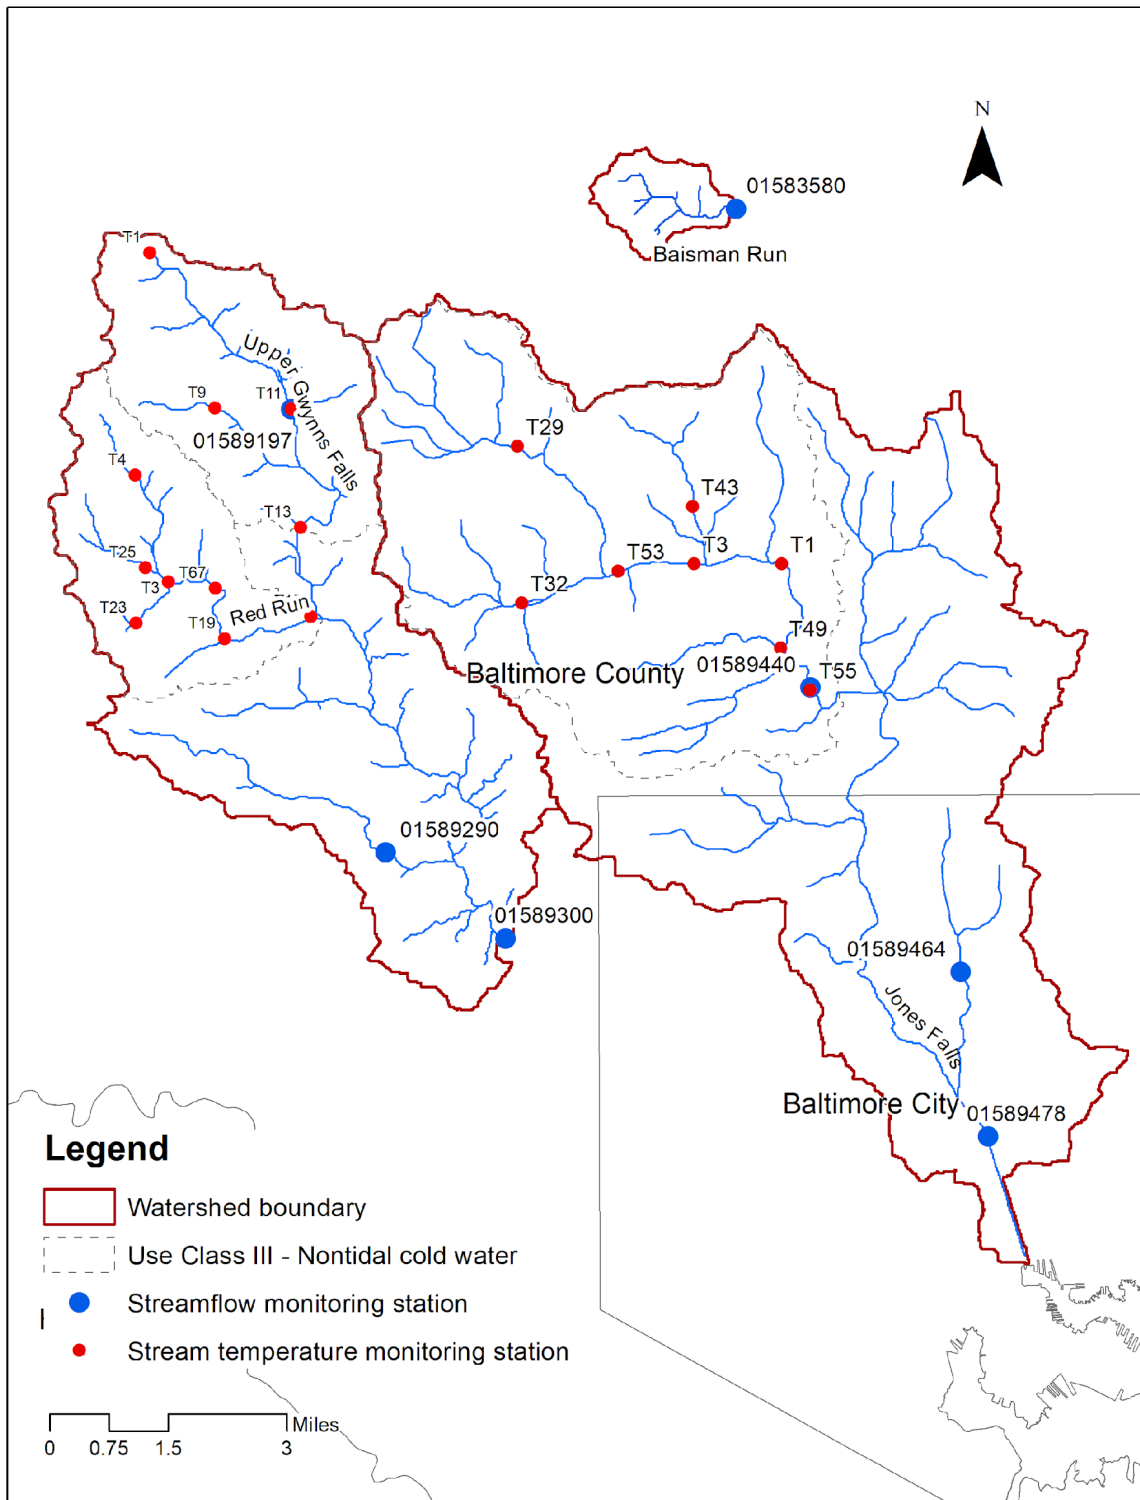 N
01583580
Baisman Run
T1
Upper Gwynns Falls
T9
T11
01589197
T29
T4
T43
T13
T25
T3
T67
T53
T3
T1
T32
T23
Red Run
T19
T49
Baltimore County
01589440
T55
01589290
01589300
01589464
Jones Falls
Baltimore City
01589478
Legend
Watershed boundary
Use Class III - Nontidal cold water
Streamflow monitoring station
Stream temperature monitoring station
Miles
0 0.75 1.5 3